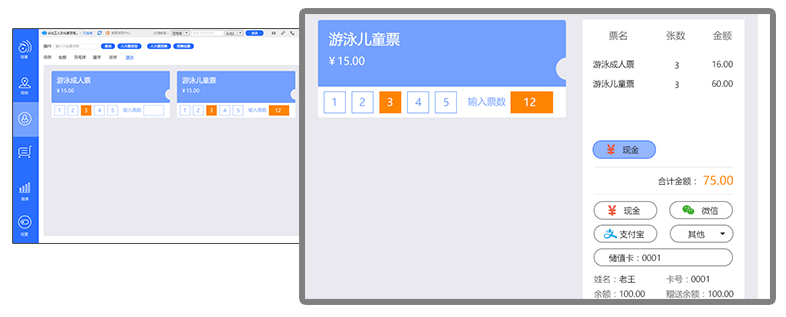 游泳成人票
¥ 15.00
1 2 3 4 5 输入票数
游泳儿童票
¥ 15.00
1 2 3 4 5 输入票数 12
游泳儿童票
¥ 15.00
1 2 3 4 5 输入票数 12
票名 张数 金额
游泳成人票 3 16.00
游泳儿童票 3 60.00
现金
合计金额： 75.00
现金 微信
支付宝 其他
储值卡：0001
姓名：老王 卡号：0001
余额：100.00 赠送余额：100.00